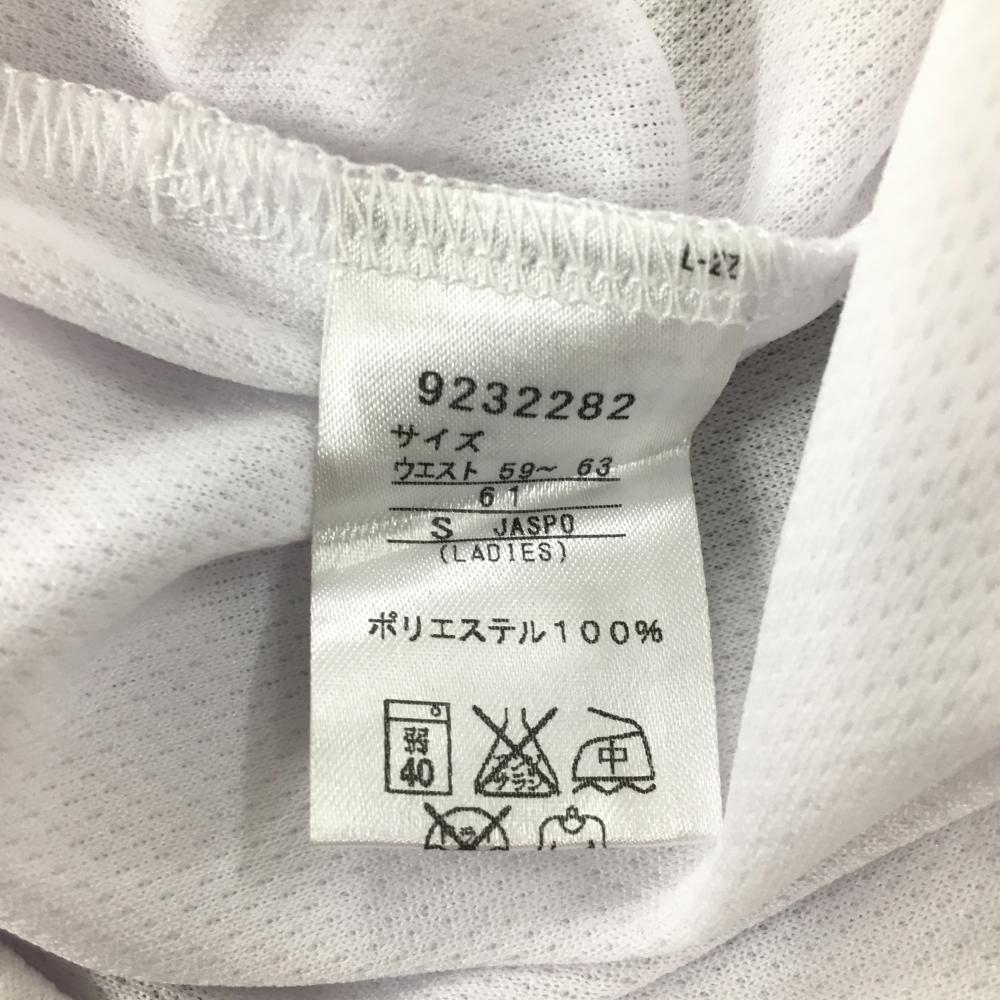 L-22
9232282
サイズ
ウエスト 59~ 63
61
S JASPO
(LADIES)
ポリエステル100%
弱 中
40